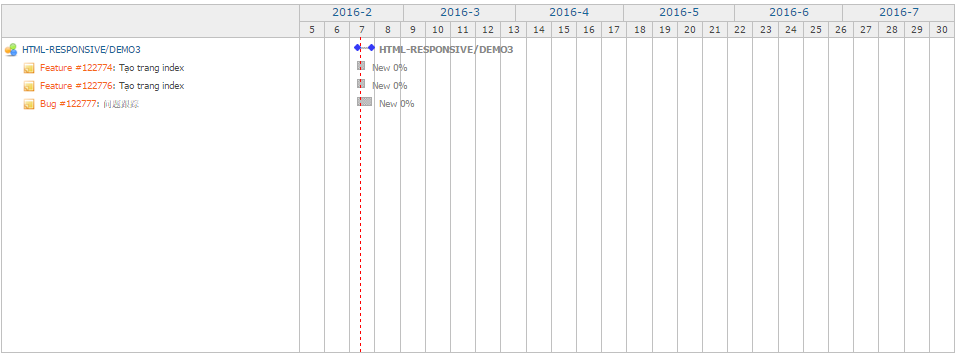 2016-2 2016-3 2016-4 2016-5 2016-6 2016-7
5 6 7 8 9 10 11 12 13 14 15 16 17 18 19 20 21 22 23 24 25 26 27 28 29 30
HTML-RESPONSIVE/DEMO3 HTML-RESPONSIVE/DEMO3
Feature #122774: Tạo trang index New 0%
Feature #122776: Tạo trang index New 0%
Bug #122777: 问题跟踪 New 0%